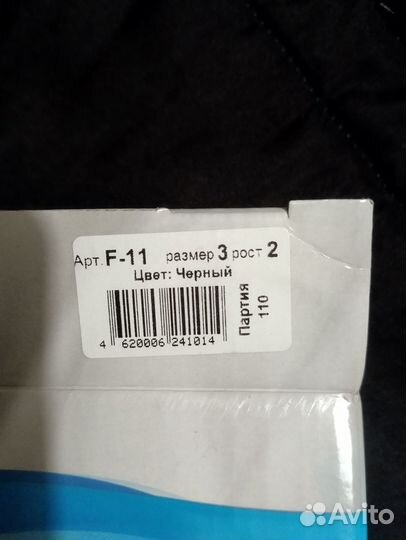 Арт. F-11 размер 3 рост 2
Цвет: Черный
4 620006 241014
Партия
110
Avito